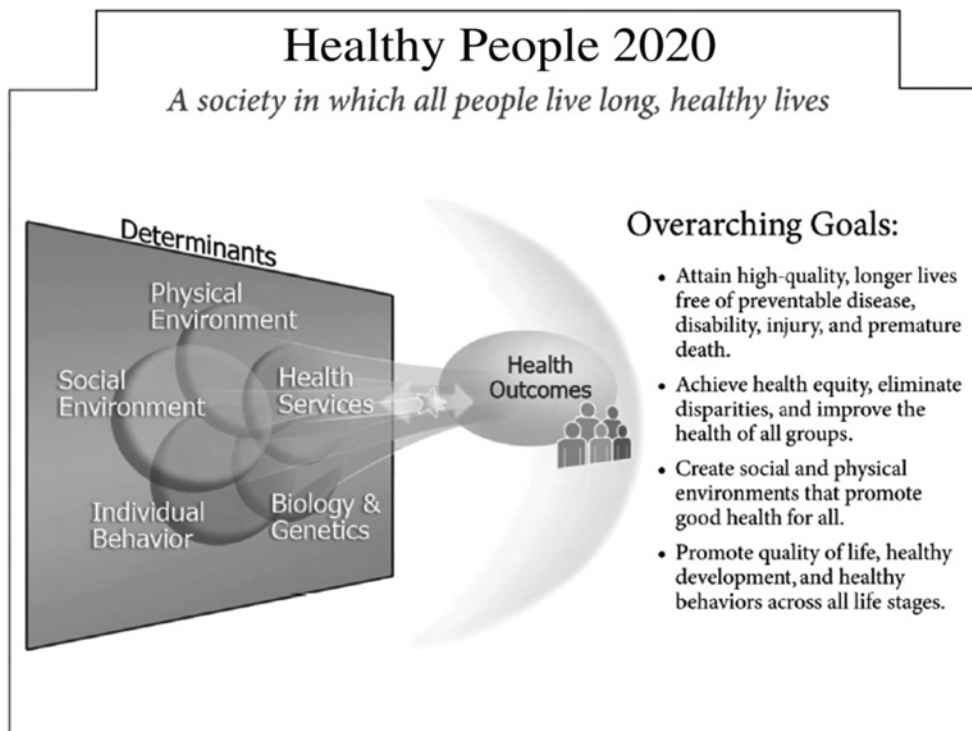 Healthy People 2020
A society in which all people live long, healthy lives
Determinants
Physical
Environment
Social
Environment
Health
Services
Individual
Behavior
Biology &
Genetics
Health
Outcomes
Overarching Goals:
• Attain high-quality, longer lives
free of preventable disease,
disability, injury, and premature
death.
• Achieve health equity, eliminate
disparities, and improve the
health of all groups.
• Create social and physical
environments that promote
good health for all.
• Promote quality of life, healthy
development, and healthy
behaviors across all life stages.